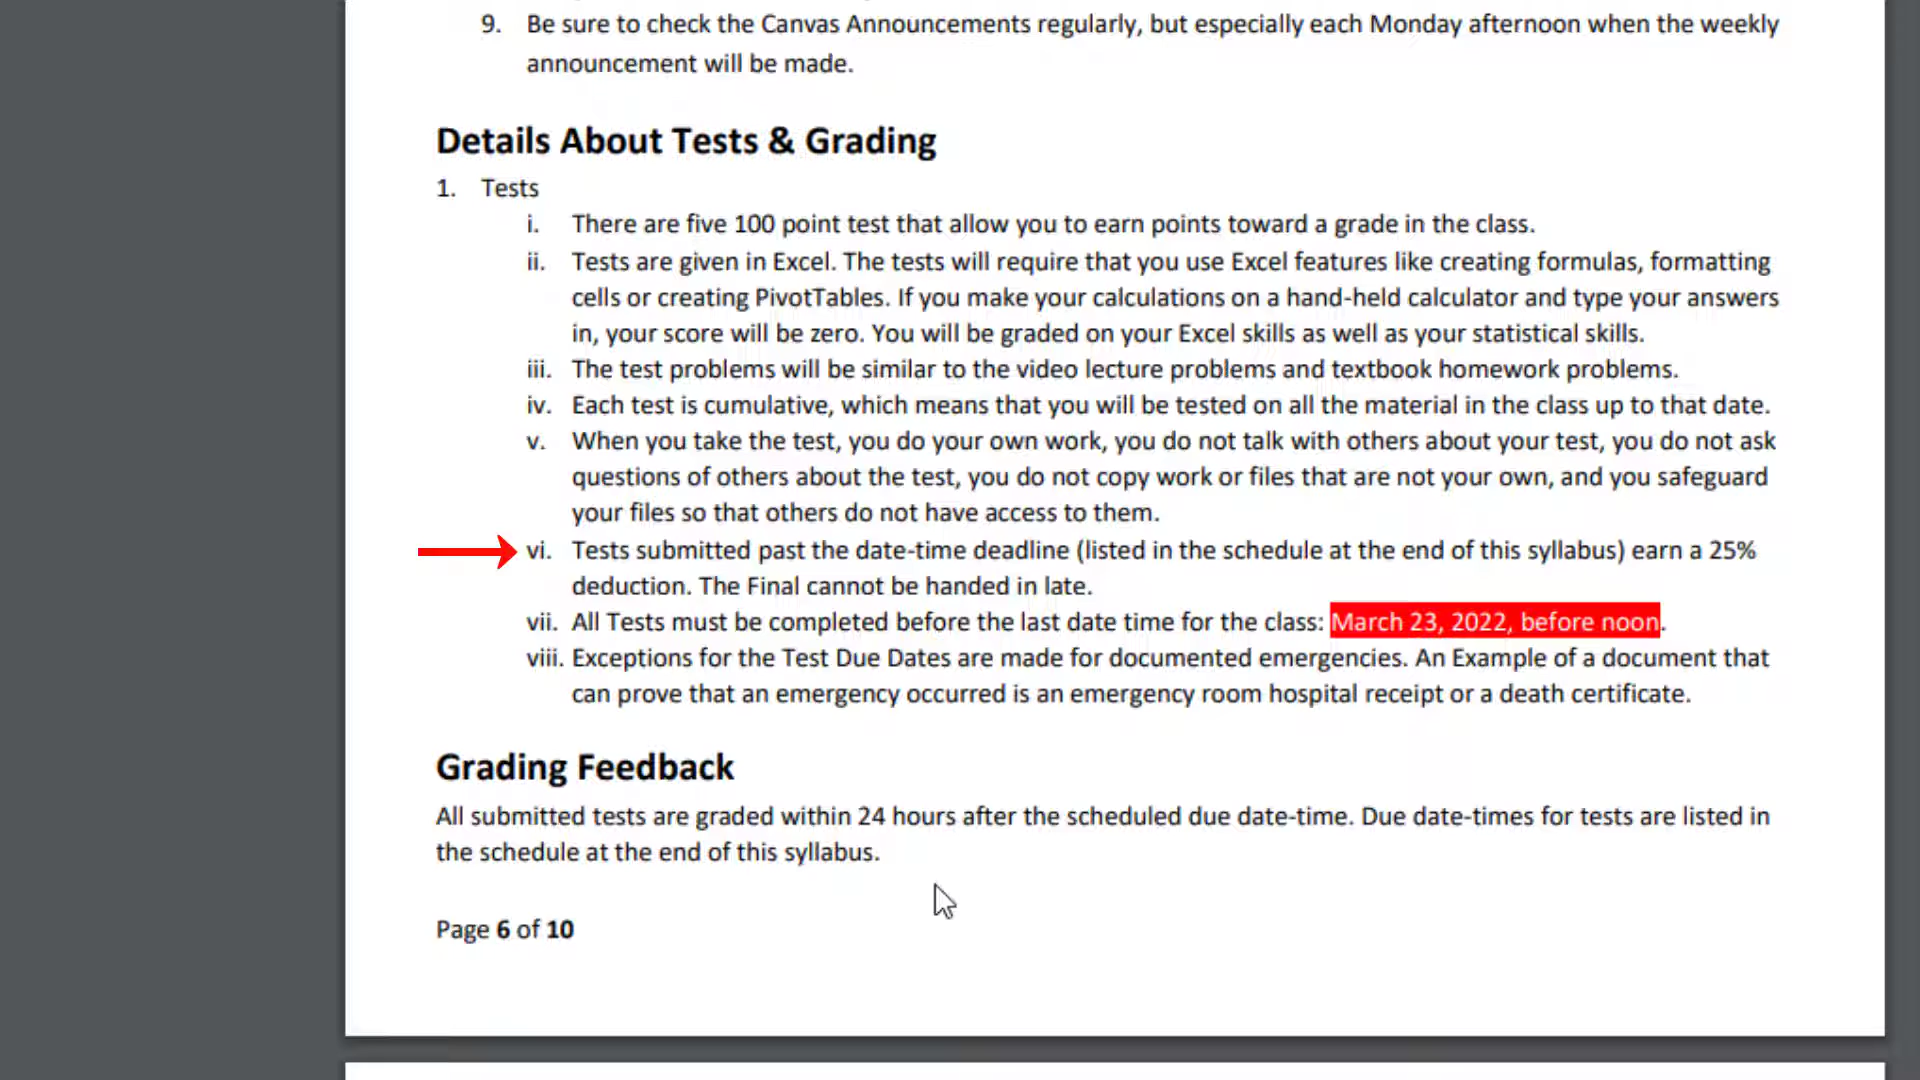 9. Be sure to check the Canvas Announcements regularly, but especially each Monday afternoon when the weekly
announcement will be made.
Details About Tests & Grading
1. Tests
i. There are five 100 point test that allow you to earn points toward a grade in the class.
ii. Tests are given in Excel. The tests will require that you use Excel features like creating formulas, formatting
cells or creating PivotTables. If you make your calculations on a hand-held calculator and type your answers
in, your score will be zero. You will be graded on your Excel skills as well as your statistical skills.
iii. The test problems will be similar to the video lecture problems and textbook homework problems.
iv. Each test is cumulative, which means that you will be tested on all the material in the class up to that date.
v. When you take the test, you do your own work, you do not talk with others about your test, you do not ask
questions of others about the test, you do not copy work or files that are not your own, and you safeguard
your files so that others do not have access to them.
vi. Tests submitted past the date-time deadline (listed in the schedule at the end of this syllabus) earn a 25%
deduction. The Final cannot be handed in late.
vii. All Tests must be completed before the last date time for the class: March 23, 2022, before noon.
viii. Exceptions for the Test Due Dates are made for documented emergencies. An Example of a document that
can prove that an emergency occurred is an emergency room hospital receipt or a death certificate.
Grading Feedback
All submitted tests are graded within 24 hours after the scheduled due date-time. Due date-times for tests are listed in
the schedule at the end of this syllabus.
Page 6 of 10